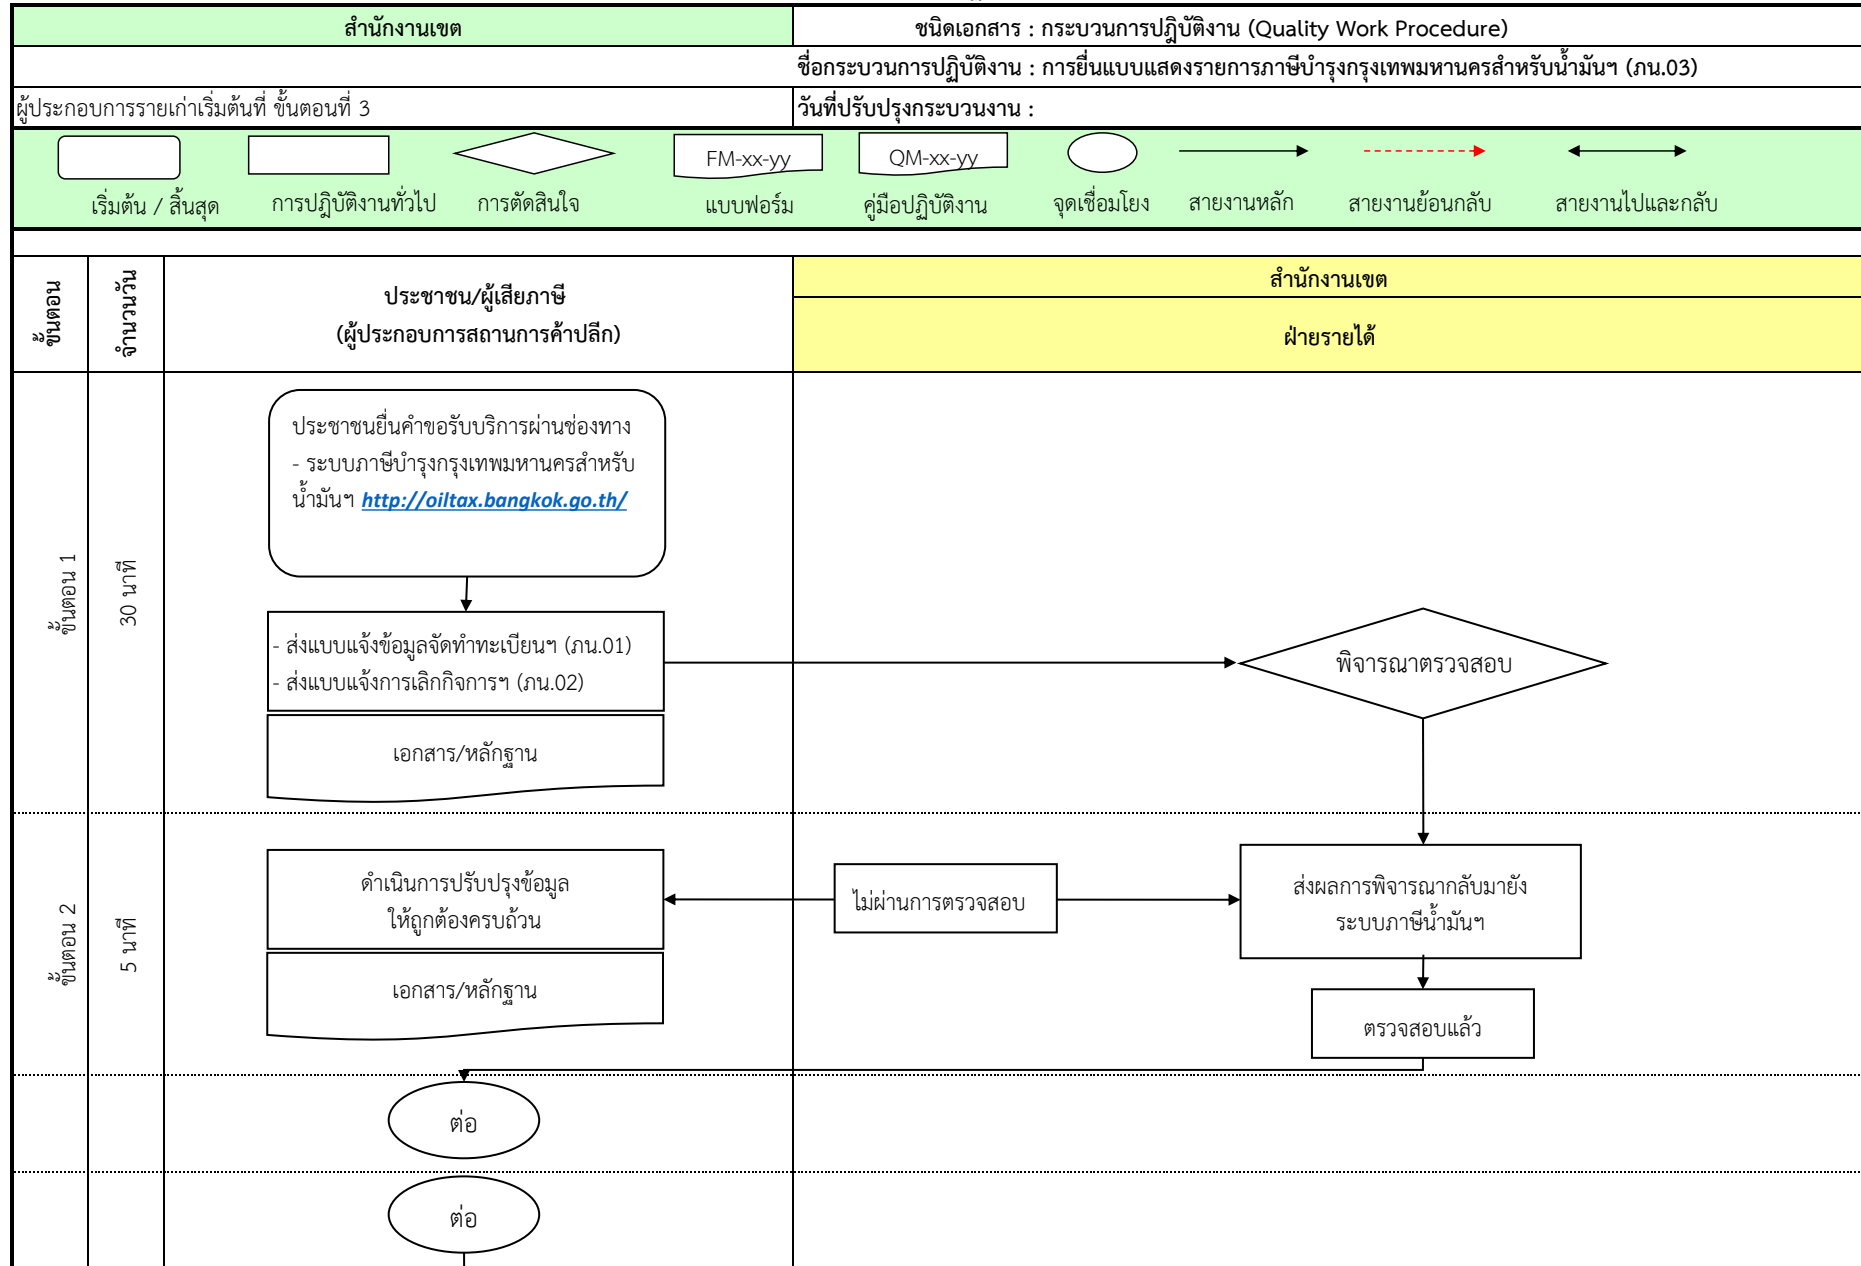 สำนักงานเขต
ชนิดเอกสาร : กระบวนการปฏิบัติงาน (Quality Work Procedure)
ชื่อกระบวนการปฏิบัติงาน : การยื่นแบบแสดงรายการภาษีบำรุงกรุงเทพมหานครสำหรับน้ำมันฯ (ภน.03)
ผู้ประกอบการรายเก่าเริ่มต้นที่ ขั้นตอนที่ 3
วันที่ปรับปรุงกระบวนงาน :
FM-xx-yy
QM-xx-yy
เริ่มต้น / สิ้นสุด
การปฏิบัติงานทั่วไป
การตัดสินใจ
แบบฟอร์ม
คู่มือปฏิบัติงาน
จุดเชื่อมโยง
สายงานหลัก
สายงานย้อนกลับ
สายงานไปและกลับ
ขั้นตอน
จำนวนวัน
ประชาชน/ผู้เสียภาษี
(ผู้ประกอบการสถานการค้าปลีก)
สำนักงานเขต
ฝ่ายรายได้
ขั้นตอน 1
30 นาที
ประชาชนยื่นคำขอรับบริการผ่านช่องทาง
- ระบบภาษีบำรุงกรุงเทพมหานครสำหรับ
น้ำมันฯ http://oiltax.bangkok.go.th/
- ส่งแบบแจ้งข้อมูลจัดทำทะเบียนฯ (ภน.01)
- ส่งแบบแจ้งการเลิกกิจการฯ (ภน.02)
เอกสาร/หลักฐาน
พิจารณาตรวจสอบ
ขั้นตอน 2
5 นาที
ดำเนินการปรับปรุงข้อมูล
ให้ถูกต้องครบถ้วน
เอกสาร/หลักฐาน
ไม่ผ่านการตรวจสอบ
ส่งผลการพิจารณากลับมายัง
ระบบภาษีน้ำมันฯ
ตรวจสอบแล้ว
ต่อ
ต่อ